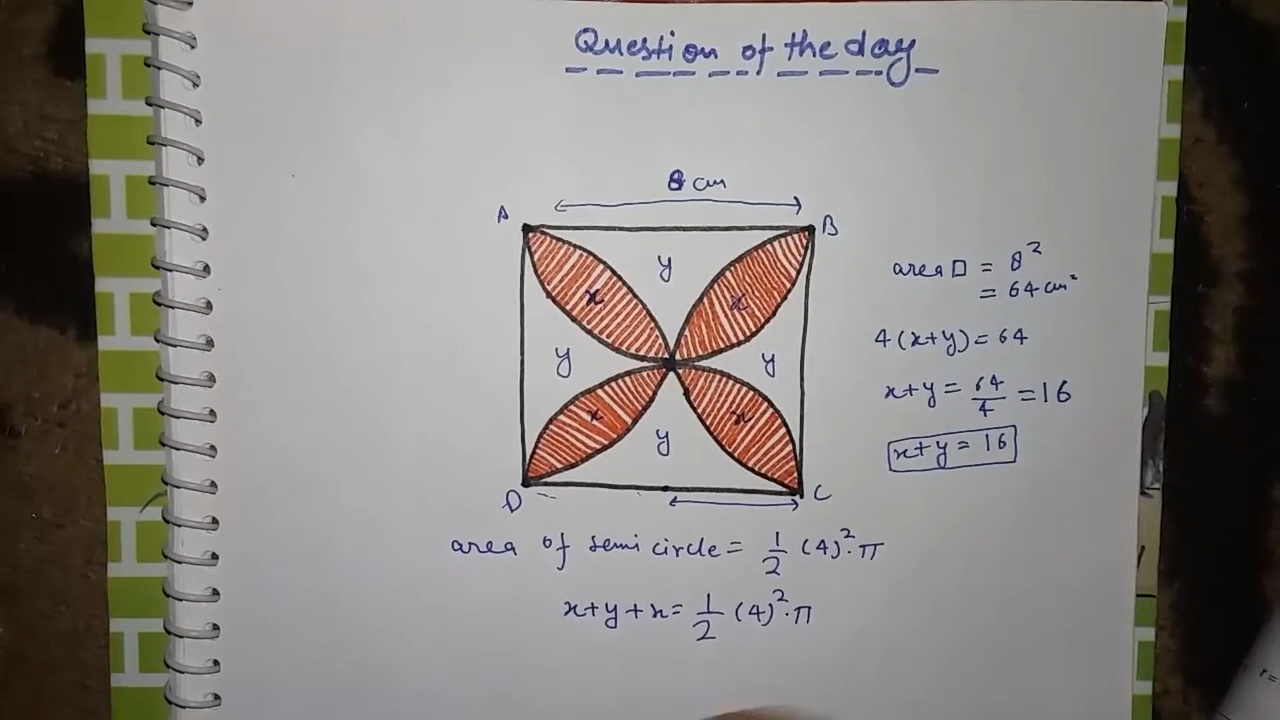 Question of the day
8 cm
A
B
y
x
x
y
y
x
x
y
D
C
area □ = 8²
= 64 cm²
4(x+y) = 64
x+y = 64/4 = 16
x+y = 16
area of semi circle = 1/2 (4)².π
x+y+x = 1/2 (4)².π
r =